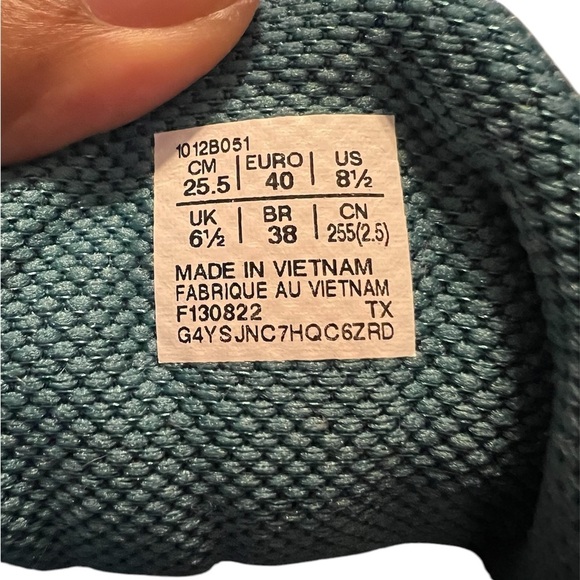 1012B051
CM | EURO | US
25.5 | 40 | 8½
UK | BR | CN
6½ | 38 | 255(2.5)
MADE IN VIETNAM
FABRIQUE AU VIETNAM
F130822 TX
G4YSJNC7HQC6ZRD